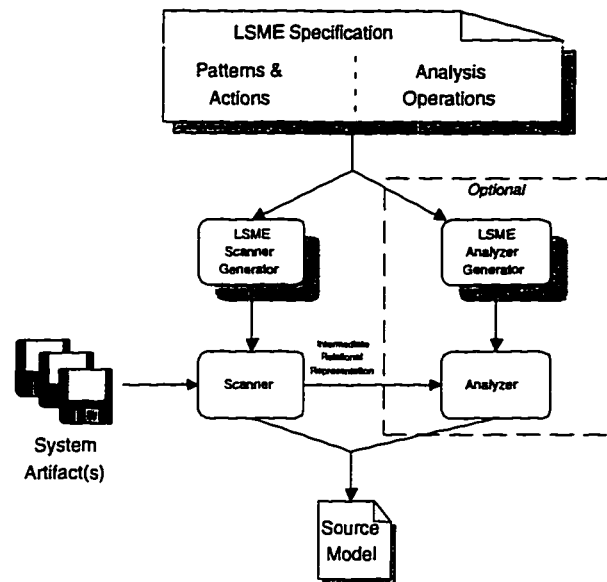 LSME Specification
Patterns &
Actions
Analysis
Operations
Optional
LSME
Scanner
Generator
LSME
Analyzer
Generator
Intermediate
Relational
Representation
Scanner
Analyzer
System
Artifact(s)
Source
Model